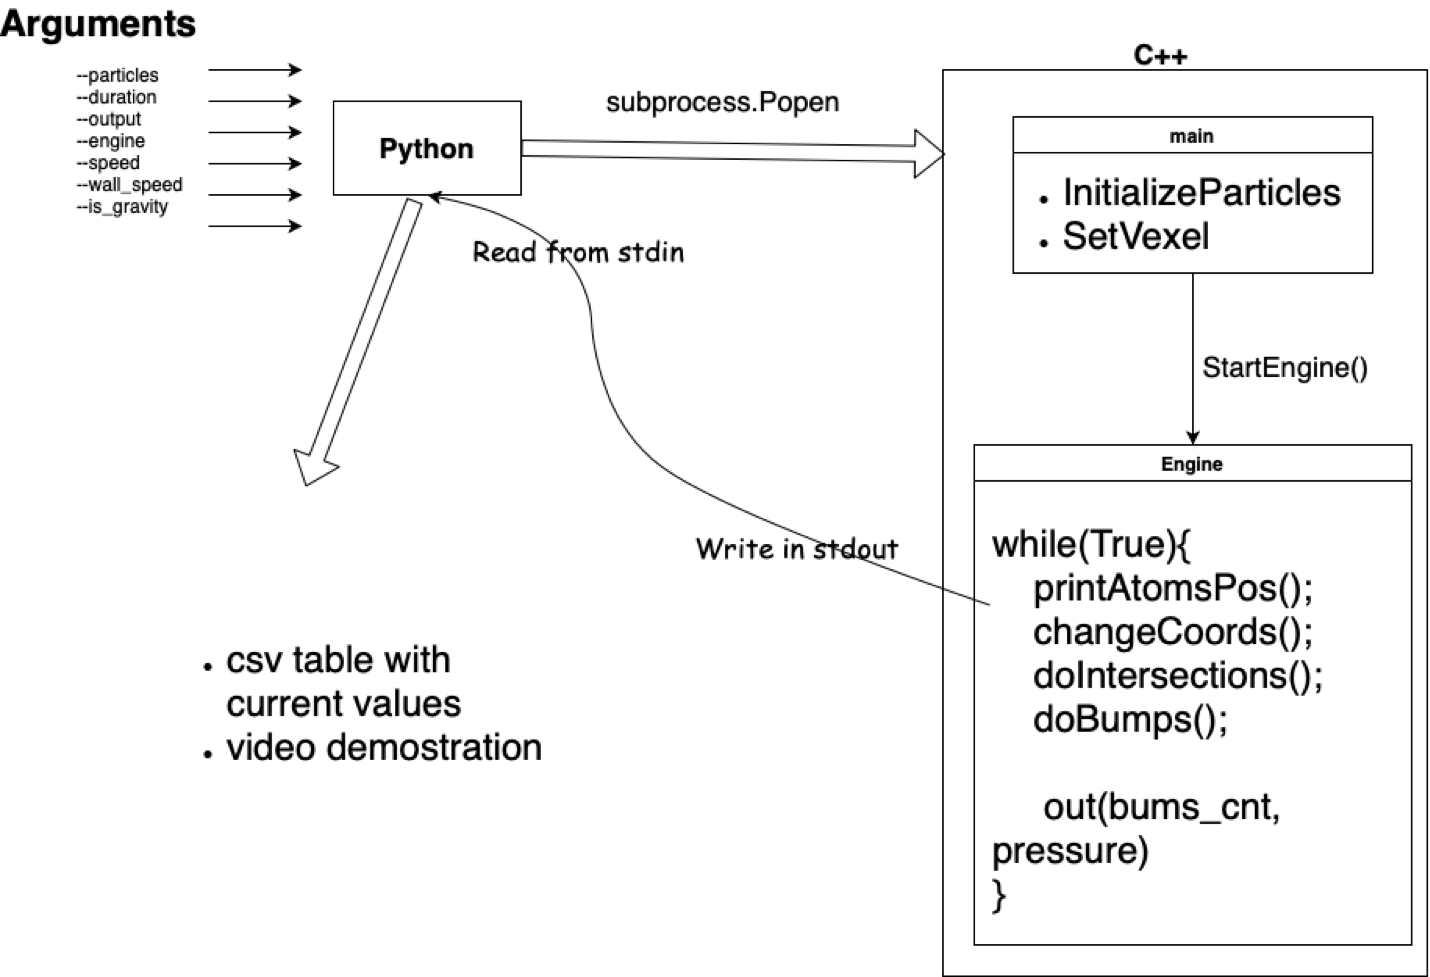 Arguments
--particles
--duration
--output
--engine
--speed
--wall_speed
--is_gravity
Python
subprocess.Popen
Read from stdin
Write in stdout
• csv table with
current values
• video demostration
C++
main
• InitializeParticles
• SetVexel
StartEngine()
Engine
while(True){
printAtomsPos();
changeCoords();
doIntersections();
doBumps();
out(bums_cnt,
pressure)
}